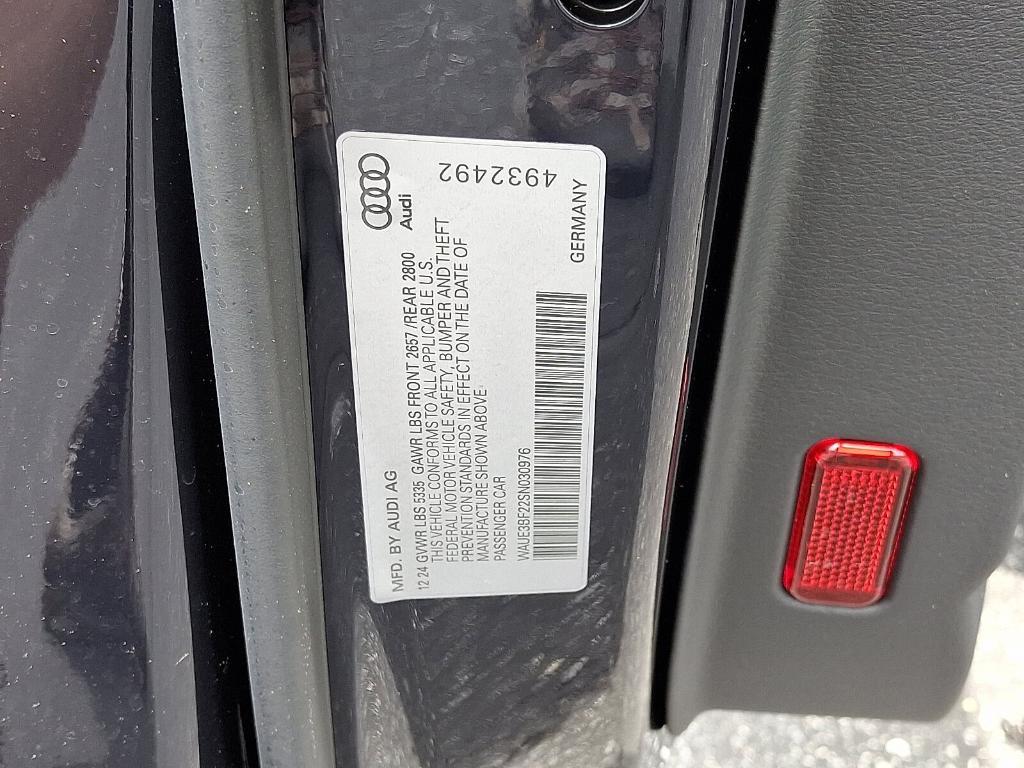 Audi
4932492
MFD. BY AUDI AG
GERMANY
12.24 GVWR LBS 5335 GAWR LBS FRONT 2657 /REAR 2800
THIS VEHICLE CONFORMS TO ALL APPLICABLE U.S.
FEDERAL MOTOR VEHICLE SAFETY, BUMPER AND THEFT
PREVENTION STANDARDS IN EFFECT ON THE DATE OF
MANUFACTURE SHOWN ABOVE.
PASSENGER CAR
WAUE3BF22SN030976